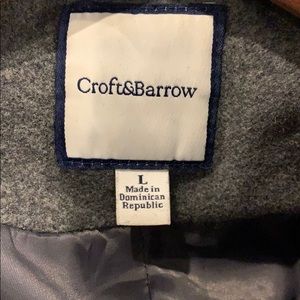 Croft&Barrow
L
Made in
Dominican
Republic